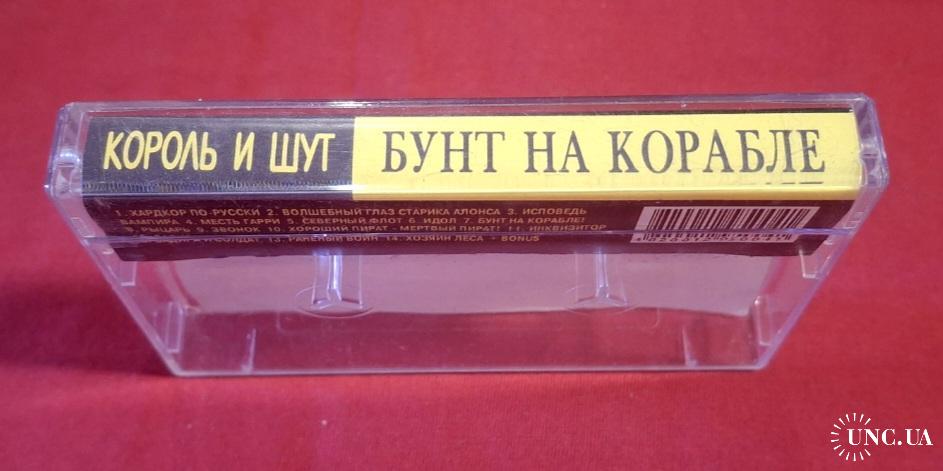 КОРОЛЬ И ШУТ БУНТ НА КОРАБЛЕ
1. ХАРДКОР ПО-РУССКИ 2. ВОЛШЕБНЫЙ ГЛАЗ СТАРИКА АЛОНСА 3. ИСПОВЕДЬ
ВАМПИРА 4. МЕСТЬ ГАРРИ 5. СЕВЕРНЫЙ ФЛОТ 6. ИДОЛ 7. БУНТ НА КОРАБЛЕ!
8. РЫЦАРЬ 9. ЗВОНОК 10. ХОРОШИЙ ПИРАТ - МЕРТВЫЙ ПИРАТ! 11. ИНКВИЗИТОР
И СОЛДАТ 13. РАНЕНЫЙ ВОИН 14. ХОЗЯИН ЛЕСА - BONUS
UNC.UA